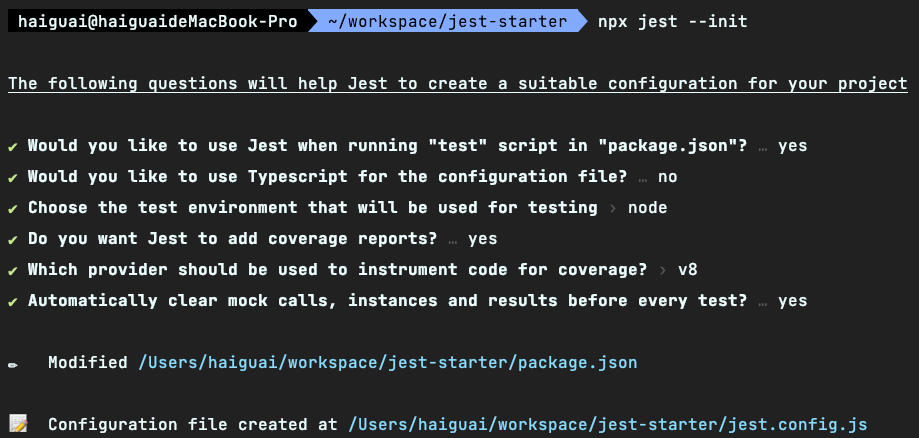 haiguai@haiguaideMacBook-Pro ~/workspace/jest-starter npx jest --init
The following questions will help Jest to create a suitable configuration for your project
✔ Would you like to use Jest when running "test" script in "package.json"? … yes
✔ Would you like to use Typescript for the configuration file? … no
✔ Choose the test environment that will be used for testing › node
✔ Do you want Jest to add coverage reports? … yes
✔ Which provider should be used to instrument code for coverage? › v8
✔ Automatically clear mock calls, instances and results before every test? … yes
✏️ Modified /Users/haiguai/workspace/jest-starter/package.json
📝 Configuration file created at /Users/haiguai/workspace/jest-starter/jest.config.js